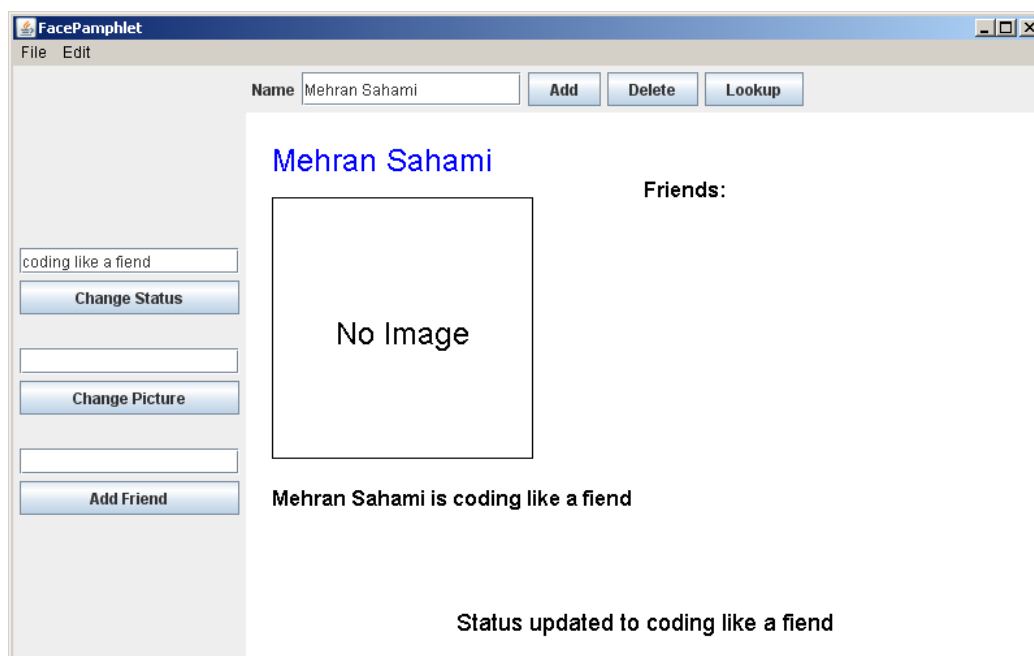 FacePamphlet
File Edit
Name Mehran Sahami Add Delete Lookup
Mehran Sahami
Friends:
coding like a fiend
Change Status
No Image
Change Picture
Add Friend
Mehran Sahami is coding like a fiend
Status updated to coding like a fiend